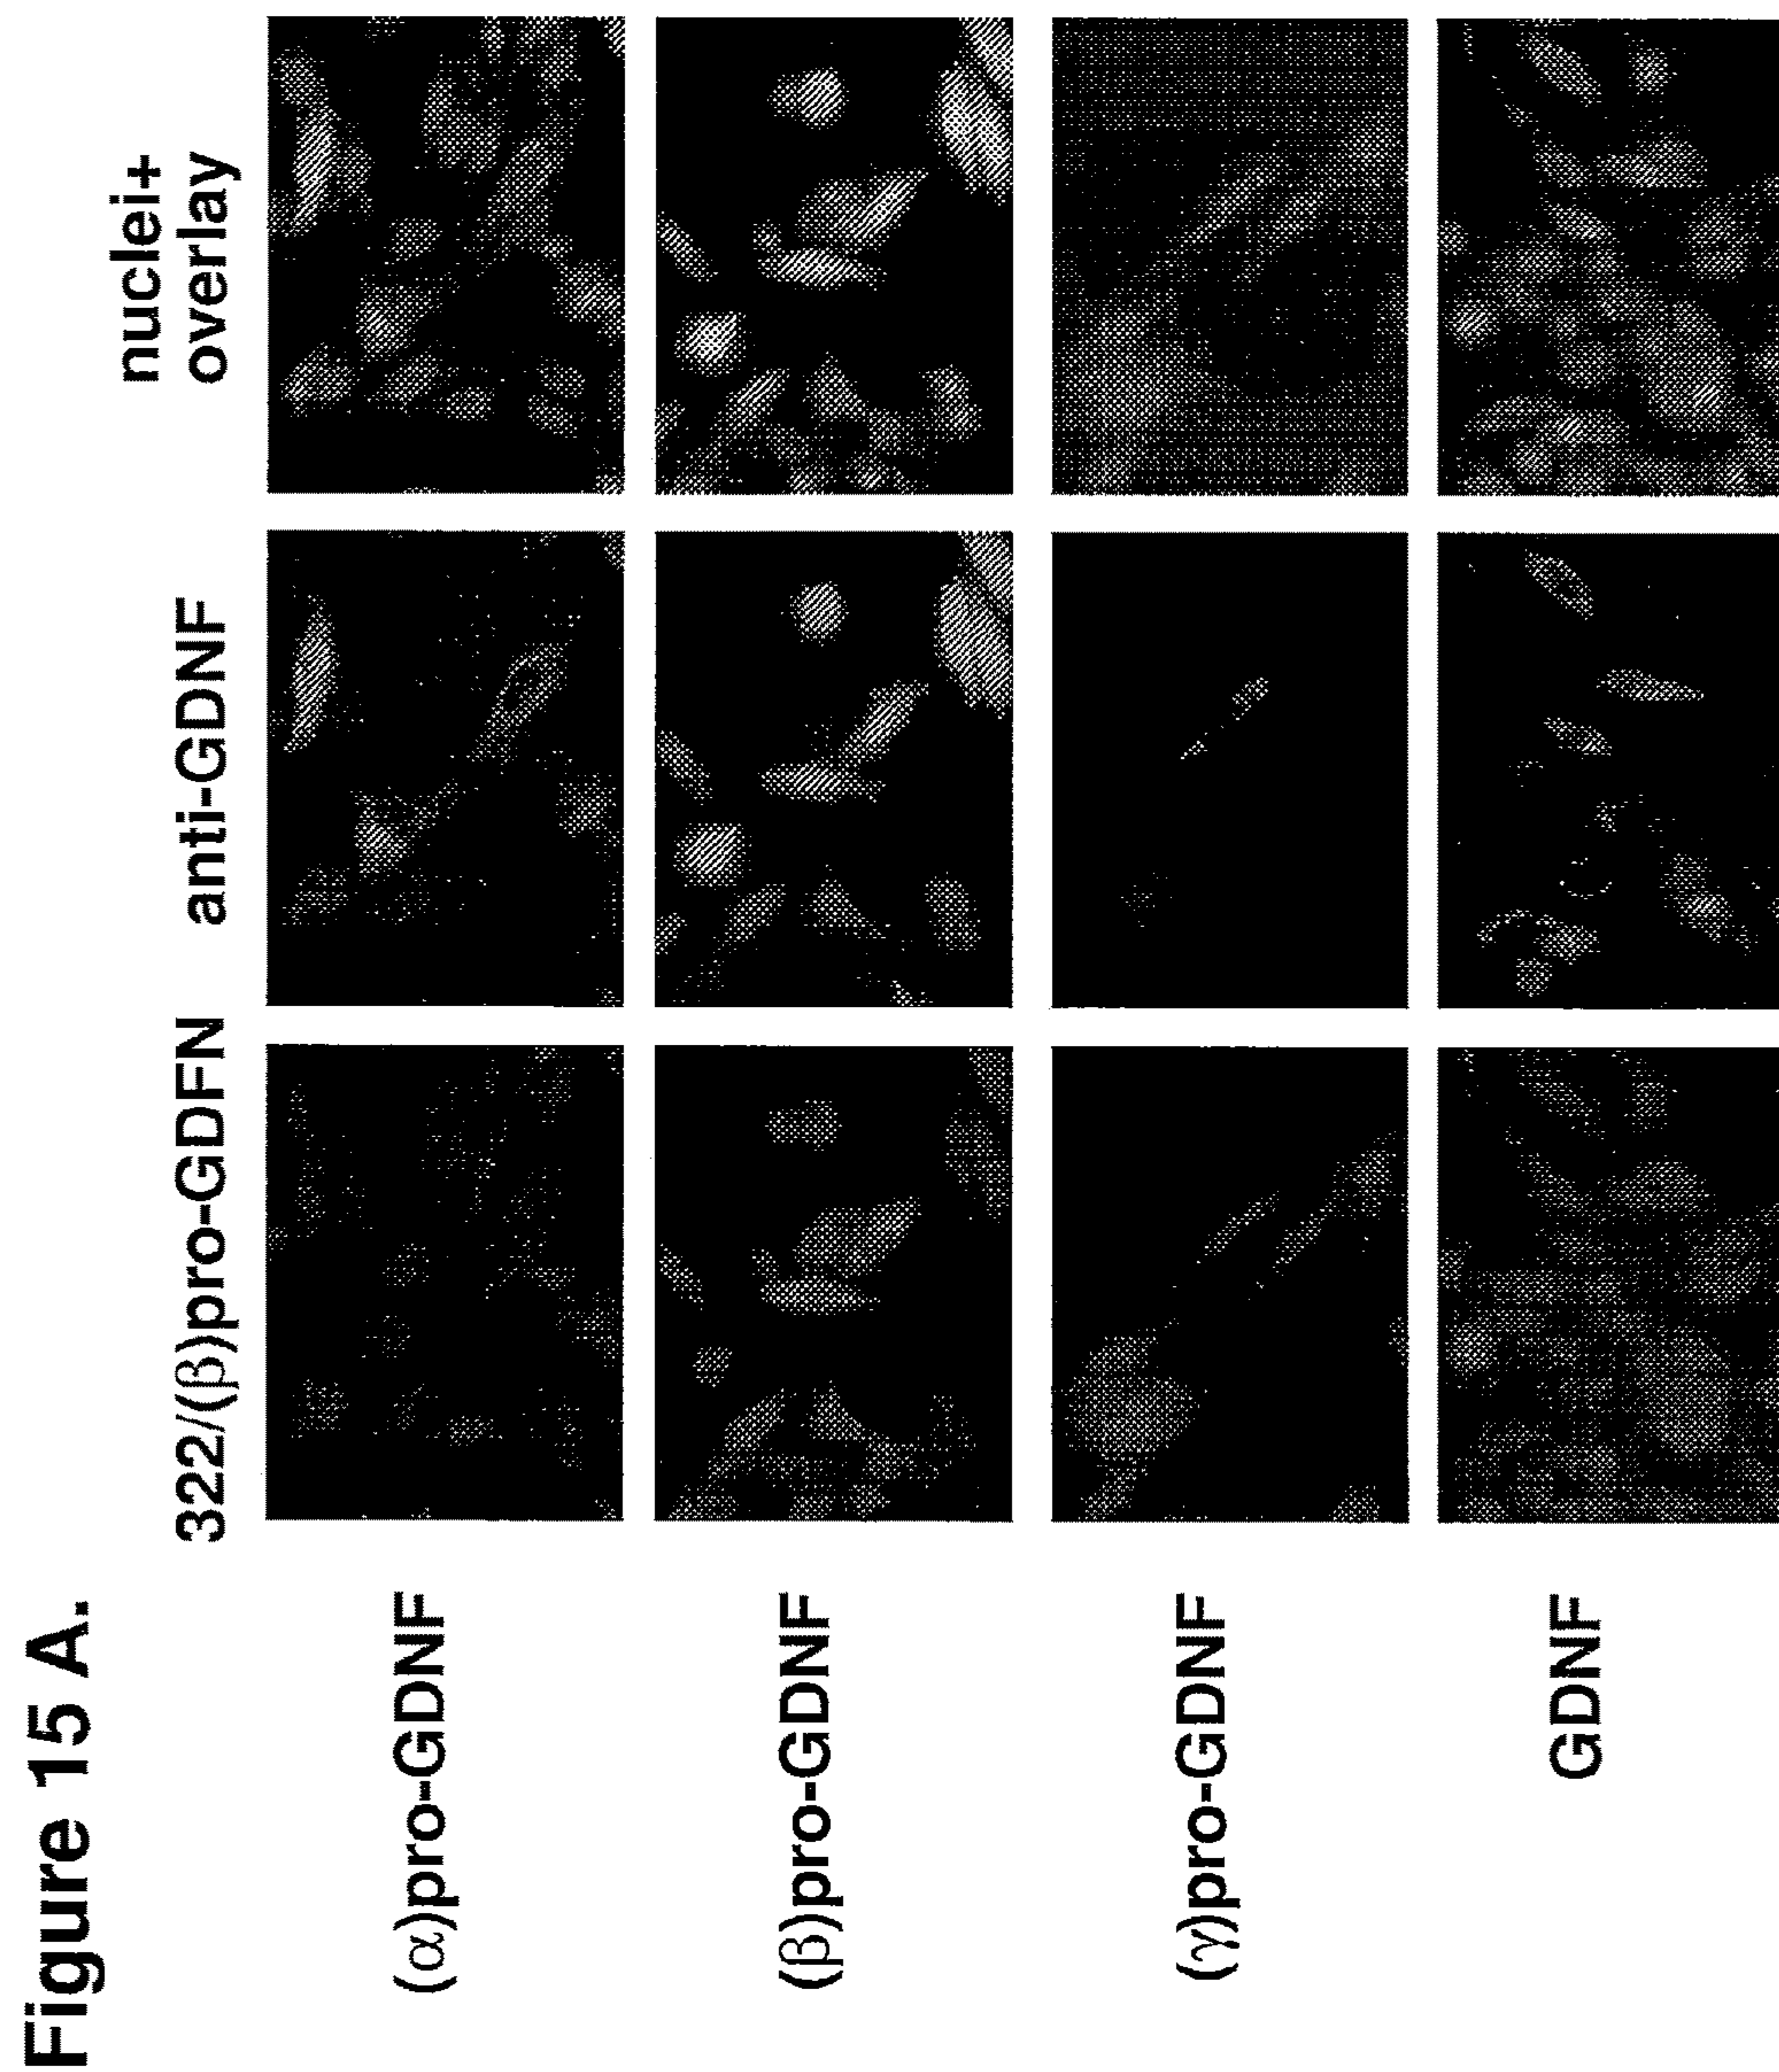 Figure 15 A.
322/(β)pro-GDFN anti-GDNF nuclei+
overlay
(α)pro-GDNF
(β)pro-GDNF
(γ)pro-GDNF
GDNF